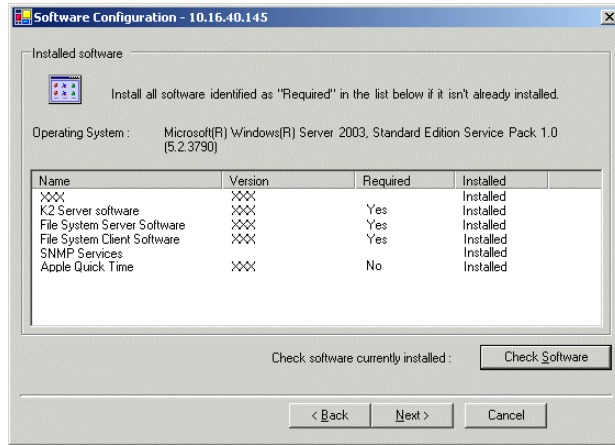 Software Configuration - 10.16.40.145
Installed software
Install all software identified as "Required" in the list below if it isn't already installed.
Operating System : Microsoft(R) Windows(R) Server 2003, Standard Edition Service Pack 1.0
(5.2.3790)
Name Version Required Installed
XXX XXX Installed
K2 Server software XXX Yes Installed
File System Server Software XXX Yes Installed
File System Client Software XXX Yes Installed
SNMP Services Installed
Apple Quick Time XXX No Installed
Check software currently installed : Check Software
< Back Next > Cancel